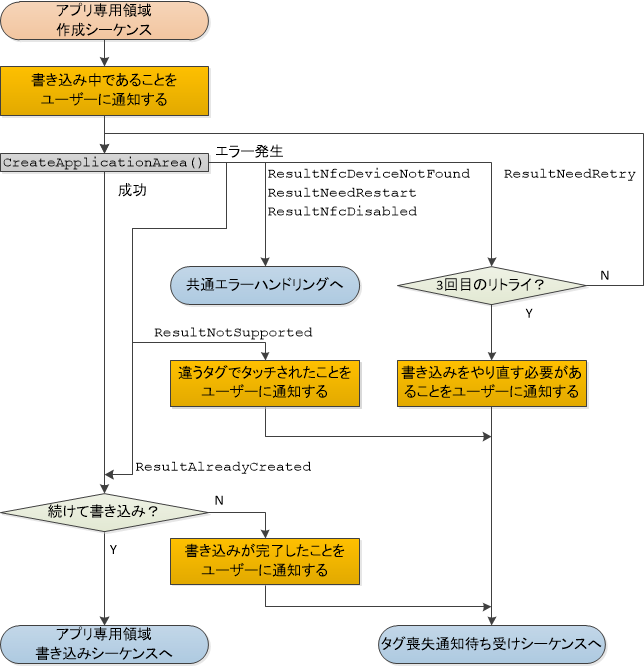 アプリ専用領域
作成シーケンス
書き込み中であることを
ユーザーに通知する
CreateApplicationArea()
エラー発生
成功
ResultNfcDeviceNotFound
ResultNeedRestart
ResultNfcDisabled
ResultNeedRetry
共通エラーハンドリングへ
3回目のリトライ？
N
Y
ResultNotSupported
違うタグでタッチされたことを
ユーザーに通知する
書き込みをやり直す必要があ
ることをユーザーに通知する
ResultAlreadyCreated
続けて書き込み？
N
Y
書き込みが完了したことを
ユーザーに通知する
アプリ専用領域
書き込みシーケンスへ
タグ喪失通知待ち受けシーケンスへ